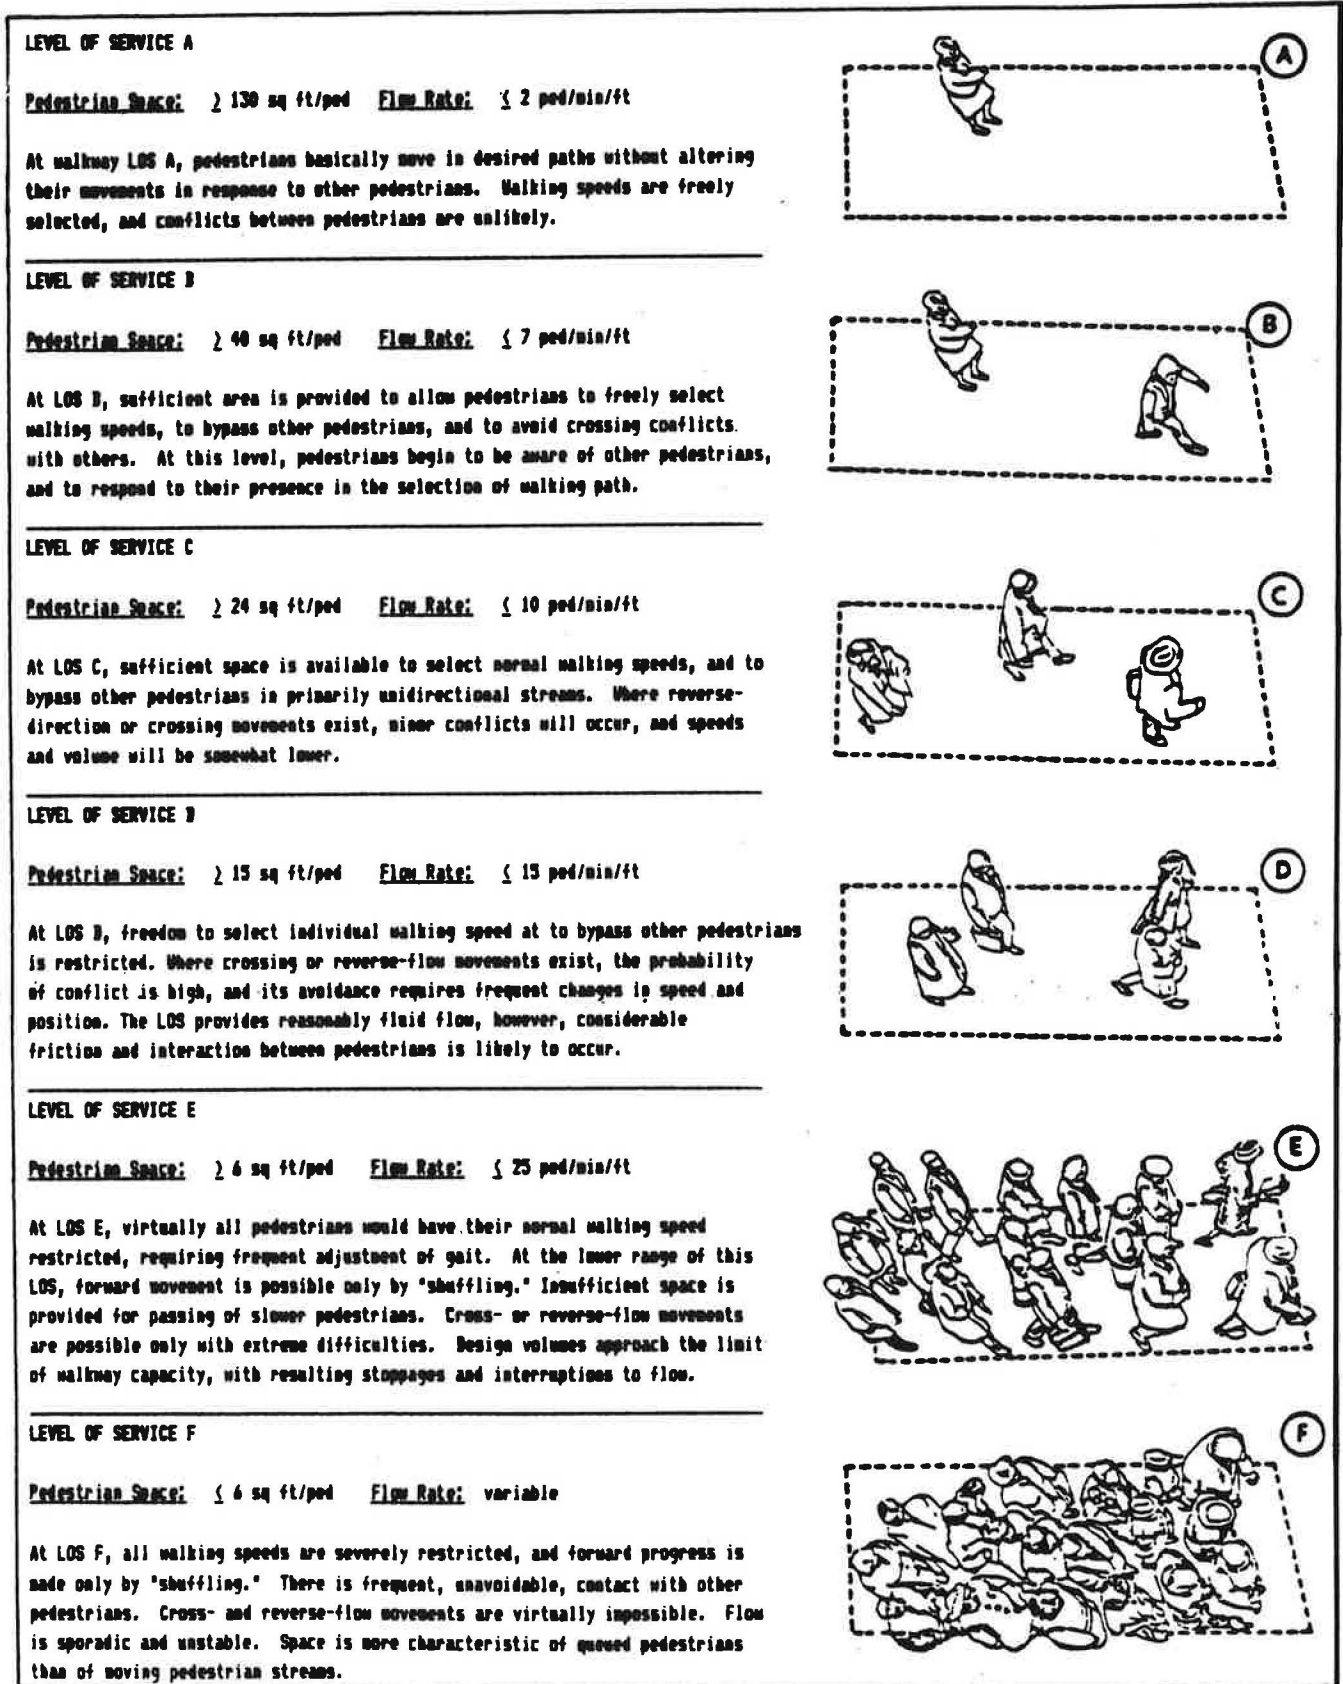 LEVEL OF SERVICE A
A
Pedestrian Space: ≥ 130 sq ft/ped Flow Rate: ≤ 2 ped/min/ft
At walkway LOS A, pedestrians basically move in desired paths without altering
their movements in response to other pedestrians. Walking speeds are freely
selected, and conflicts between pedestrians are unlikely.
LEVEL OF SERVICE B
B
Pedestrian Space: ≥ 40 sq ft/ped Flow Rate: ≤ 7 ped/min/ft
At LOS B, sufficient area is provided to allow pedestrians to freely select
walking speeds, to bypass other pedestrians, and to avoid crossing conflicts
with others. At this level, pedestrians begin to be aware of other pedestrians,
and to respond to their presence in the selection of walking path.
LEVEL OF SERVICE C
C
Pedestrian Space: ≥ 24 sq ft/ped Flow Rate: ≤ 10 ped/min/ft
At LOS C, sufficient space is available to select normal walking speeds, and to
bypass other pedestrians in primarily unidirectional streams. Where reverse-
direction or crossing movements exist, minor conflicts will occur, and speeds
and volume will be somewhat lower.
LEVEL OF SERVICE D
D
Pedestrian Space: ≥ 15 sq ft/ped Flow Rate: ≤ 15 ped/min/ft
At LOS D, freedom to select individual walking speed at to bypass other pedestrians
is restricted. Where crossing or reverse-flow movements exist, the probability
of conflict is high, and its avoidance requires frequent changes in speed and
position. The LOS provides reasonably fluid flow, however, considerable
friction and interaction between pedestrians is likely to occur.
LEVEL OF SERVICE E
E
Pedestrian Space: ≥ 6 sq ft/ped Flow Rate: ≤ 25 ped/min/ft
At LOS E, virtually all pedestrians would have their normal walking speed
restricted, requiring frequent adjustment of gait. At the lower range of this
LOS, forward movement is possible only by "shuffling." Insufficient space is
provided for passing of slower pedestrians. Cross- or reverse-flow movements
are possible only with extreme difficulties. Design volumes approach the limit
of walkway capacity, with resulting stoppages and interruptions to flow.
LEVEL OF SERVICE F
F
Pedestrian Space: ≤ 6 sq ft/ped Flow Rate: variable
At LOS F, all walking speeds are severely restricted, and forward progress is
made only by "shuffling." There is frequent, unavoidable, contact with other
pedestrians. Cross- and reverse-flow movements are virtually impossible. Flow
is sporadic and unstable. Space is more characteristic of queued pedestrians
than of moving pedestrian streams.